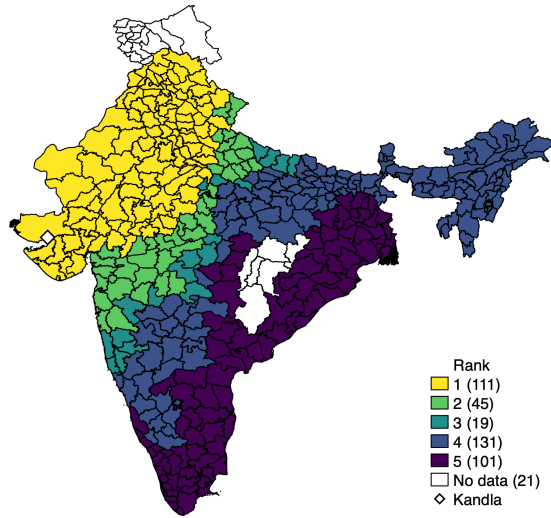 Rank
1 (111)
2 (45)
3 (19)
4 (131)
5 (101)
No data (21)
Kandla